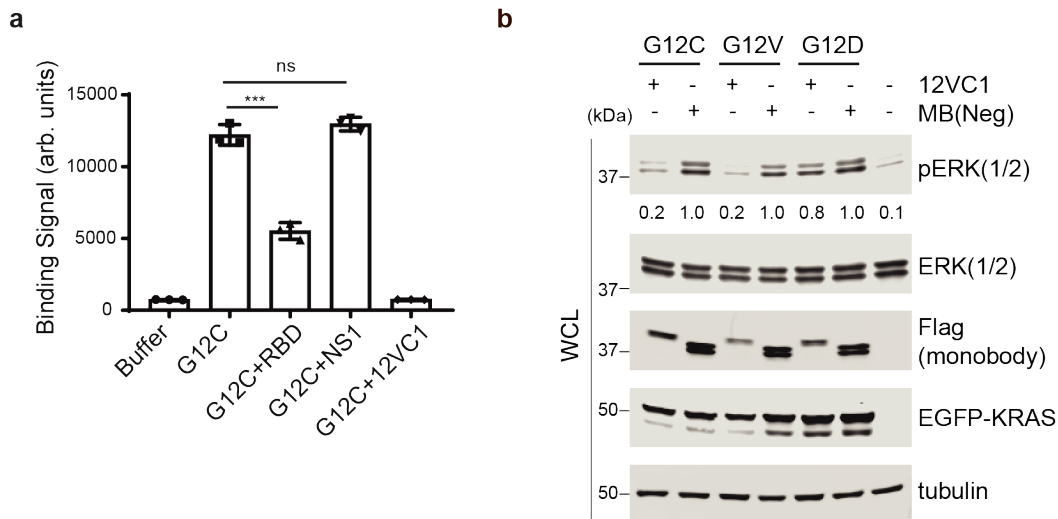 a
ns
***
15000
10000
5000
0
Binding Signal (arb. units)
Buffer
G12C
G12C+RBD
G12C+NS1
G12C+12VC1
b
G12C G12V G12D
+ - + - + - - 12VC1
(kDa) - + - + - + - MB(Neg)
37 pERK(1/2)
0.2 1.0 0.2 1.0 0.8 1.0 0.1
37 ERK(1/2)
WCL
37 Flag
(monobody)
50 EGFP-KRAS
50 tubulin